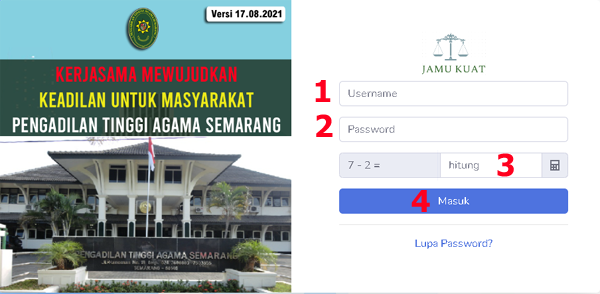 Versi 17.08.2021
KERJASAMA MEWUJUDKAN
KEADILAN UNTUK MASYARAKAT
PENGADILAN TINGGI AGAMA SEMARANG
PENGADILAN TINGGI AGAMA SEMARANG
SEMARANG
JAMU KUAT
1 Username
2 Password
7 - 2 = hitung 3
4 Masuk
Lupa Password?